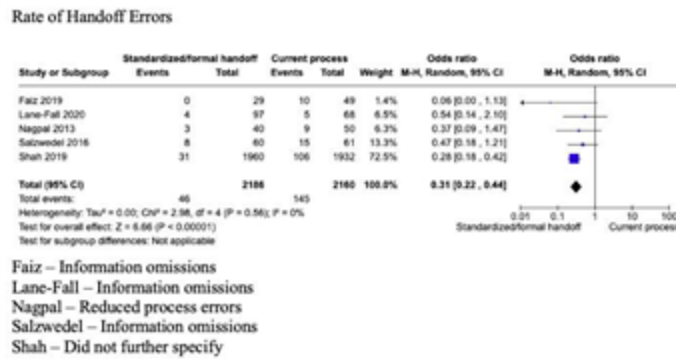 Rate of Handoff Errors
Standardized/formal handoff Current process Odds ratio Odds ratio
Study or Subgroup Events Total Events Total Weight M-H, Random, 95% CI M-H, Random, 95% CI
Faiz 2019 0 29 10 49 1.4% 0.06 [0.00, 1.13]
Lane-Fall 2020 4 97 5 68 6.5% 0.54 [0.14, 2.10]
Nagpal 2013 3 40 9 50 6.3% 0.37 [0.09, 1.47]
Salzwedel 2016 8 60 15 61 13.3% 0.47 [0.18, 1.21]
Shah 2019 31 1960 106 1932 72.5% 0.28 [0.18, 0.42]
Total (95% CI) 2186 2160 100.0% 0.31 [0.22, 0.44]
Total events: 46 145
Heterogeneity: Tau² = 0.00; Chi² = 2.98, df = 4 (P = 0.56); I² = 0%
Test for overall effect: Z = 6.66 (P < 0.00001)
Test for subgroup differences: Not applicable
0.1 1 10 100
Standardized/formal handoff Current process
Faiz – Information omissions
Lane-Fall – Information omissions
Nagpal – Reduced process errors
Salzwedel – Information omissions
Shah – Did not further specify